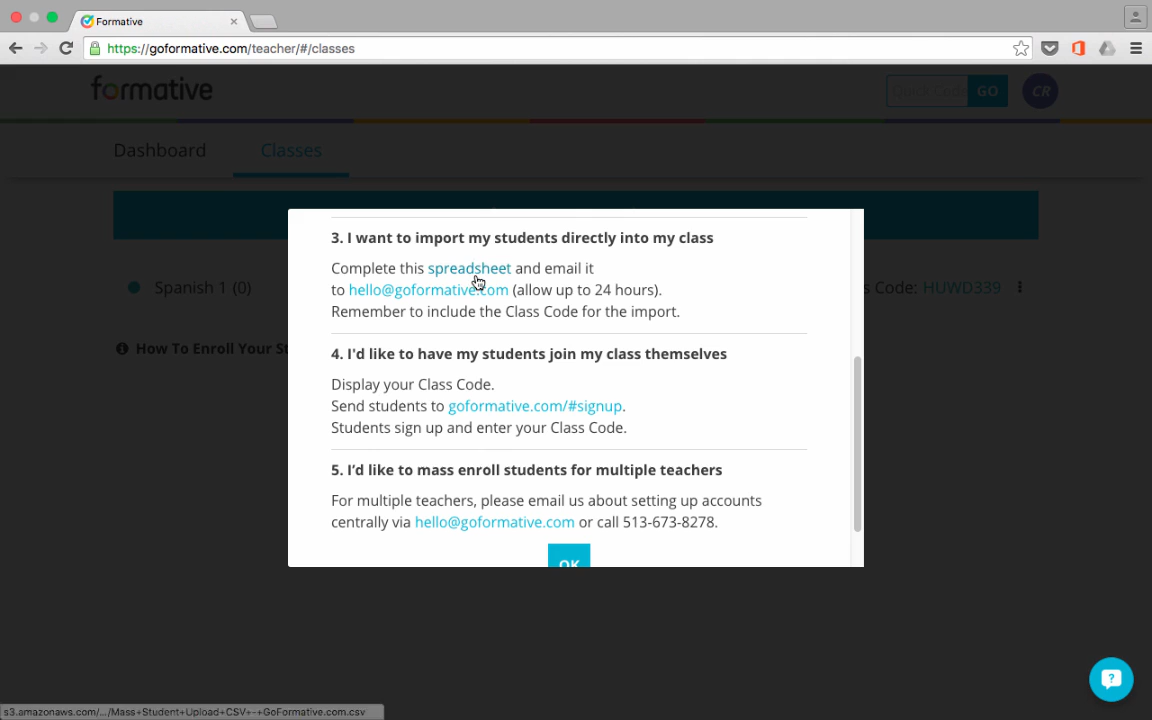 Formative
https://goformative.com/teacher/#/classes
formative
Quick Code
GO
CR
Dashboard
Classes
3. I want to import my students directly into my class
Complete this spreadsheet and email it
to hello@goformative.com (allow up to 24 hours).
Remember to include the Class Code for the import.
Spanish 1 (0)
s Code: HUWD339
How To Enroll Your St
4. I'd like to have my students join my class themselves
Display your Class Code.
Send students to goformative.com/#signup.
Students sign up and enter your Class Code.
5. I'd like to mass enroll students for multiple teachers
For multiple teachers, please email us about setting up accounts
centrally via hello@goformative.com or call 513-673-8278.
OK
s3.amazonaws.com/.../Mass+Student+Upload+CSV+-+GoFormative.com.csv